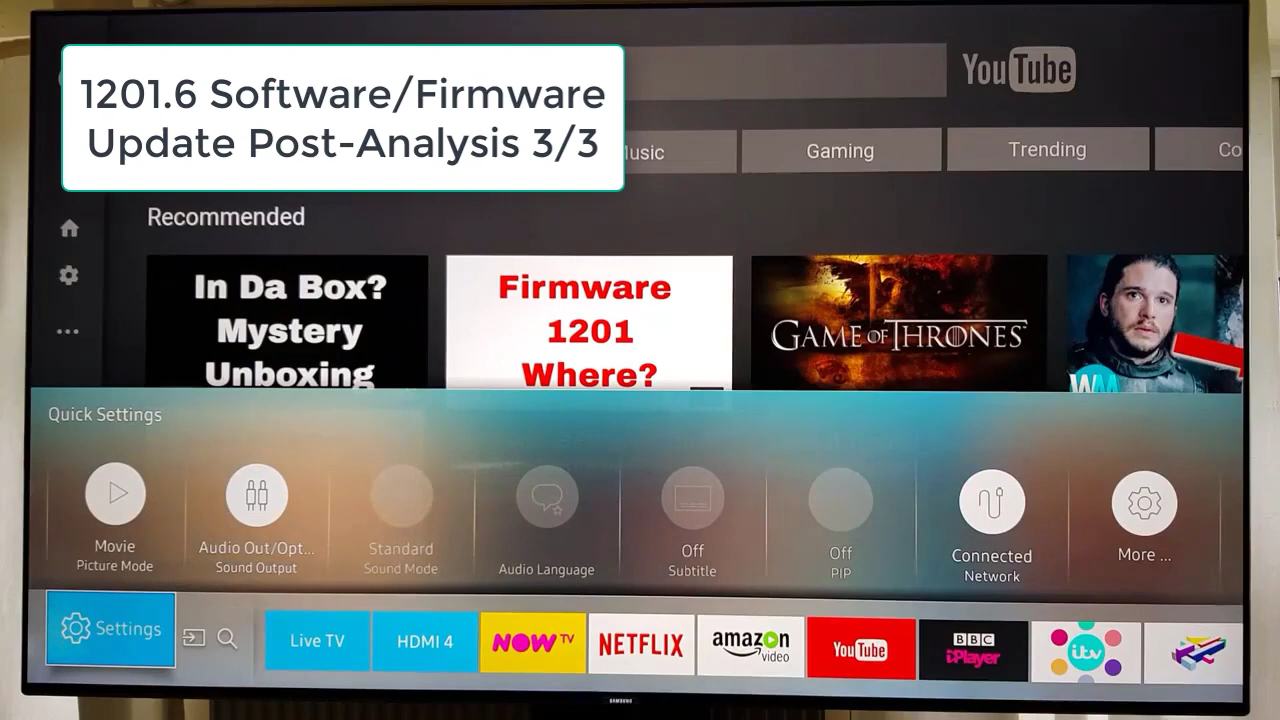 1201.6 Software/Firmware
Update Post-Analysis 3/3
YouTube
Gaming
Trending
Recommended
In Da Box?
Mystery
Unboxing
Firmware
1201
Where?
GAME OF THRONES
WM
Quick Settings
Movie
Picture Mode
Audio Out/Opt...
Sound Output
Standard
Sound Mode
Audio Language
Off
Subtitle
Off
PIP
Connected
Network
More ...
Settings
Live TV
HDMI 4
NOW TV
NETFLIX
amazon
video
YouTube
BBC
iPlayer
itv
SAMSUNG